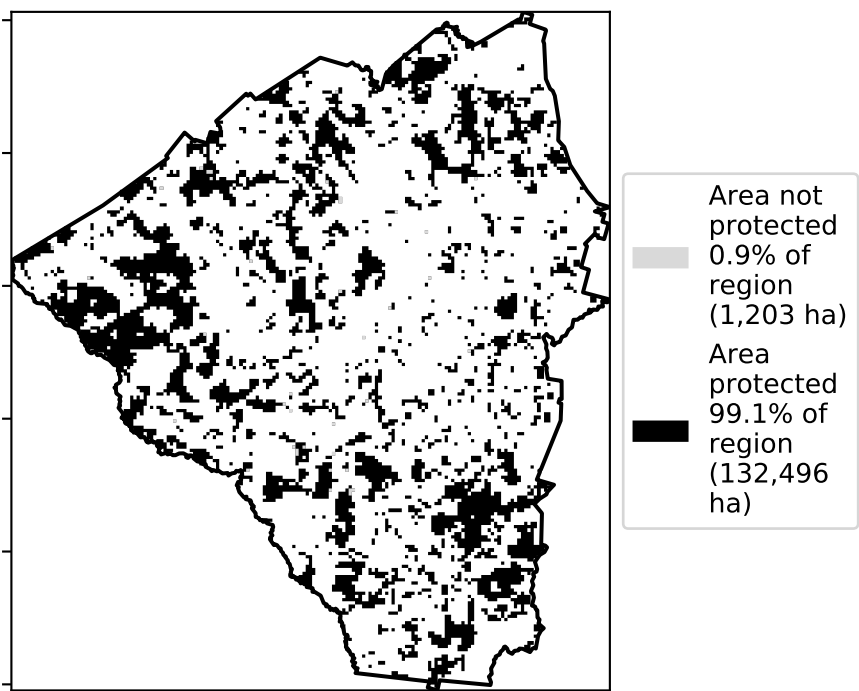 Area not
protected
0.9% of
region
(1,203 ha)
Area
protected
99.1% of
region
(132,496
ha)